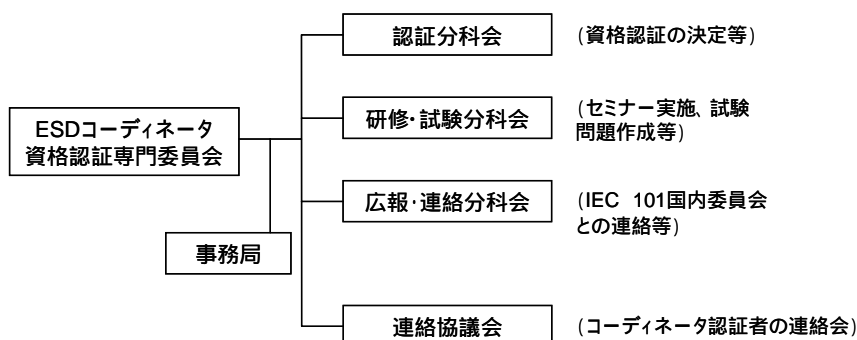 認証分科会 (資格認証の決定等)
研修・試験分科会 (セミナー実施、試験
問題作成等)
ESDコーディネータ
資格認証専門委員会
広報・連絡分科会 (IEC 101国内委員会
との連絡等)
事務局
連絡協議会 (コーディネータ認証者の連絡会)